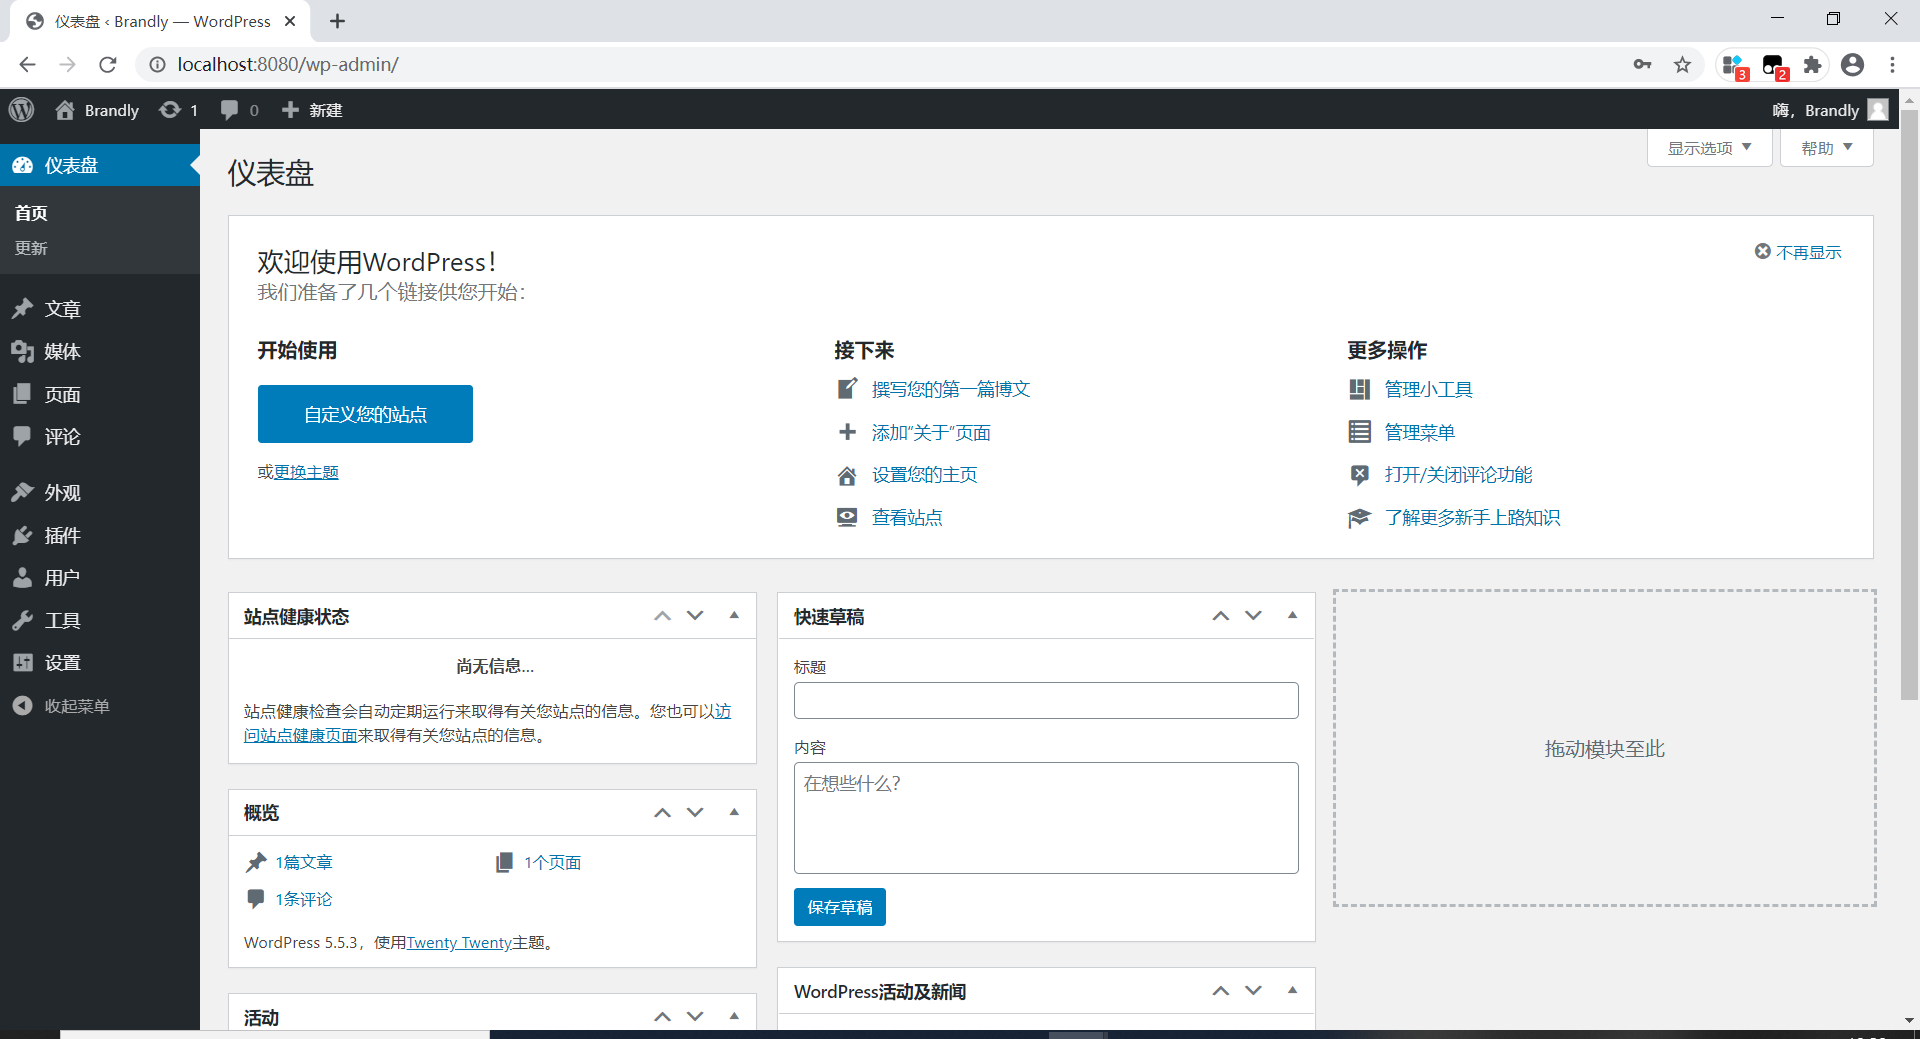 仪表盘 ‹ Brandly — WordPress
localhost:8080/wp-admin/
3
2
Brandly
1
0
新建
嗨，Brandly
仪表盘
首页
更新
文章
媒体
页面
评论
外观
插件
用户
工具
设置
收起菜单
仪表盘
显示选项
帮助
欢迎使用WordPress！
我们准备了几个链接供您开始：
不再显示
开始使用
自定义您的站点
或更换主题
接下来
撰写您的第一篇博文
添加“关于”页面
设置您的主页
查看站点
更多操作
管理小工具
管理菜单
打开/关闭评论功能
了解更多新手上路知识
站点健康状态
尚无信息…
站点健康检查会自动定期运行来取得有关您站点的信息。您也可以访
问站点健康页面来取得有关您站点的信息。
概览
1篇文章
1个页面
1条评论
WordPress 5.5.3，使用Twenty Twenty主题。
活动
快速草稿
标题
内容
在想些什么？
保存草稿
WordPress活动及新闻
拖动模块至此